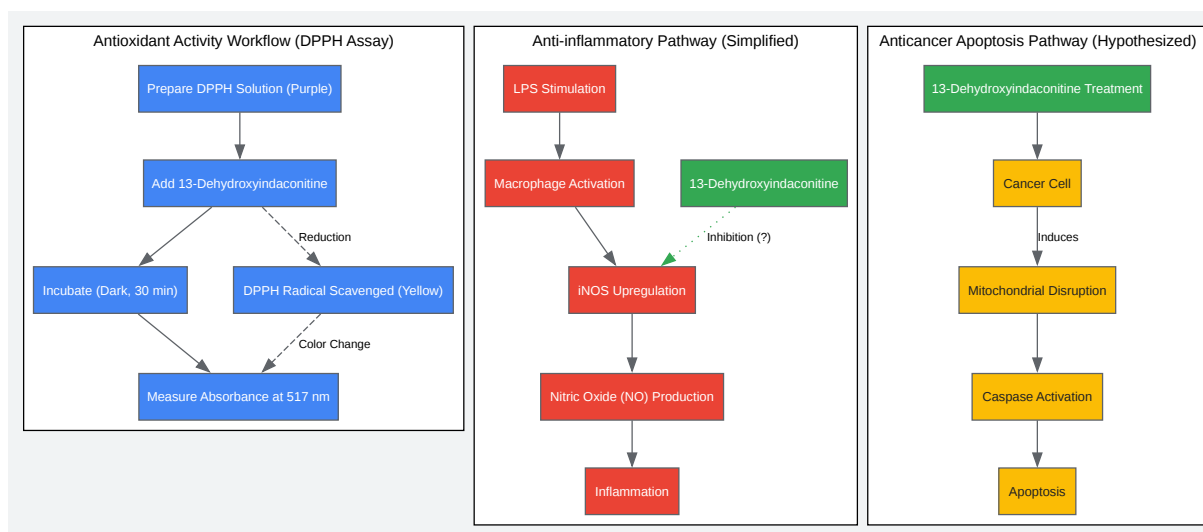 Antioxidant Activity Workflow (DPPH Assay)
Prepare DPPH Solution (Purple)
Add 13-Dehydroxyindaconitine
Reduction
Incubate (Dark, 30 min)
DPPH Radical Scavenged (Yellow)
Color Change
Measure Absorbance at 517 nm
Anti-inflammatory Pathway (Simplified)
LPS Stimulation
Macrophage Activation
13-Dehydroxyindaconitine
Inhibition (?)
iNOS Upregulation
Nitric Oxide (NO) Production
Inflammation
Anticancer Apoptosis Pathway (Hypothesized)
13-Dehydroxyindaconitine Treatment
Cancer Cell
Induces
Mitochondrial Disruption
Caspase Activation
Apoptosis